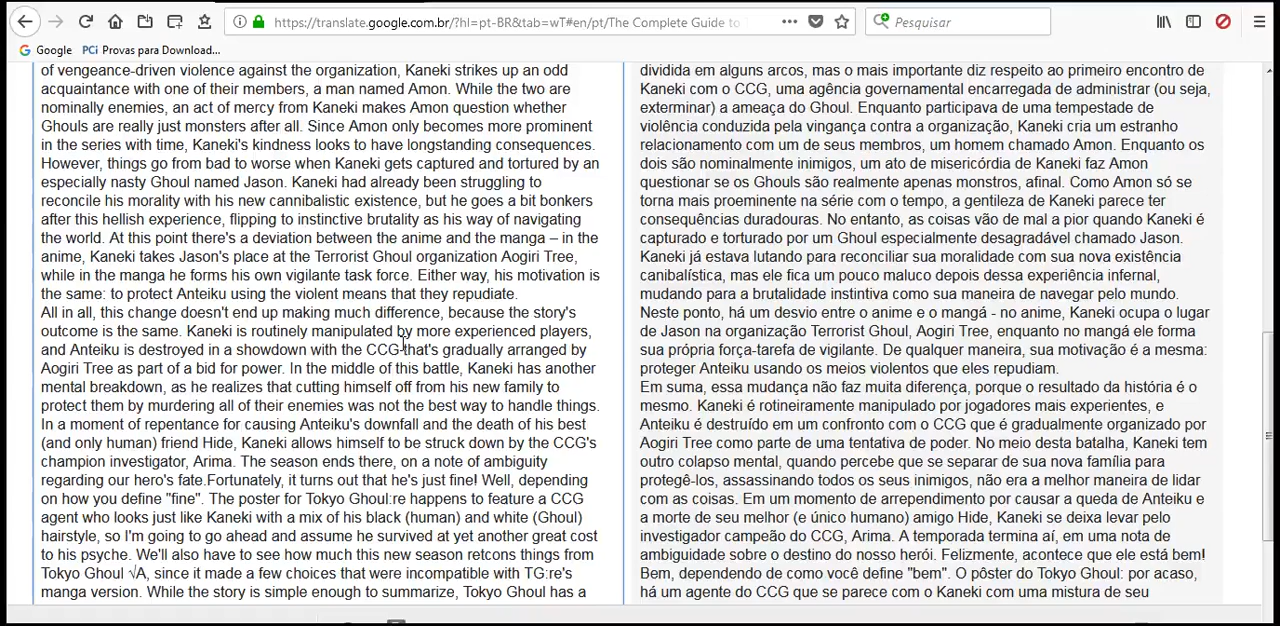 https://translate.google.com.br/?hl=pt-BR&tab=wT#en/pt/The Complete Guide to
Pesquisar
Google
PCi Provas para Download...
of vengeance-driven violence against the organization, Kaneki strikes up an odd
acquaintance with one of their members, a man named Amon. While the two are
nominally enemies, an act of mercy from Kaneki makes Amon question whether
Ghouls are really just monsters after all. Since Amon only becomes more prominent
in the series with time, Kaneki's kindness looks to have longstanding consequences.
However, things go from bad to worse when Kaneki gets captured and tortured by an
especially nasty Ghoul named Jason. Kaneki had already been struggling to
reconcile his morality with his new cannibalistic existence, but he goes a bit bonkers
after this hellish experience, flipping to instinctive brutality as his way of navigating
the world. At this point there's a deviation between the anime and the manga – in the
anime, Kaneki takes Jason's place at the Terrorist Ghoul organization Aogiri Tree,
while in the manga he forms his own vigilante task force. Either way, his motivation is
the same: to protect Anteiku using the violent means that they repudiate.
All in all, this change doesn't end up making much difference, because the story's
outcome is the same. Kaneki is routinely manipulated by more experienced players,
and Anteiku is destroyed in a showdown with the CCG that's gradually arranged by
Aogiri Tree as part of a bid for power. In the middle of this battle, Kaneki has another
mental breakdown, as he realizes that cutting himself off from his new family to
protect them by murdering all of their enemies was not the best way to handle things.
In a moment of repentance for causing Anteiku's downfall and the death of his best
(and only human) friend Hide, Kaneki allows himself to be struck down by the CCG's
champion investigator, Arima. The season ends there, on a note of ambiguity
regarding our hero's fate.Fortunately, it turns out that he's just fine! Well, depending
on how you define "fine". The poster for Tokyo Ghoul:re happens to feature a CCG
agent who looks just like Kaneki with a mix of his black (human) and white (Ghoul)
hairstyle, so I'm going to go ahead and assume he survived at yet another great cost
to his psyche. We'll also have to see how much this new season retcons things from
Tokyo Ghoul √A, since it made a few choices that were incompatible with TG:re's
manga version. While the story is simple enough to summarize, Tokyo Ghoul has a
dividida em alguns arcos, mas o mais importante diz respeito ao primeiro encontro de
Kaneki com o CCG, uma agência governamental encarregada de administrar (ou seja,
exterminar) a ameaça do Ghoul. Enquanto participava de uma tempestade de
violência conduzida pela vingança contra a organização, Kaneki cria um estranho
relacionamento com um de seus membros, um homem chamado Amon. Enquanto os
dois são nominalmente inimigos, um ato de misericórdia de Kaneki faz Amon
questionar se os Ghouls são realmente apenas monstros, afinal. Como Amon só se
torna mais proeminente na série com o tempo, a gentileza de Kaneki parece ter
consequências duradouras. No entanto, as coisas vão de mal a pior quando Kaneki é
capturado e torturado por um Ghoul especialmente desagradável chamado Jason.
Kaneki já estava lutando para reconciliar sua moralidade com sua nova existência
canibalística, mas ele fica um pouco maluco depois dessa experiência infernal,
mudando para a brutalidade instintiva como sua maneira de navegar pelo mundo.
Neste ponto, há um desvio entre o anime e o mangá - no anime, Kaneki ocupa o lugar
de Jason na organização Terrorist Ghoul, Aogiri Tree, enquanto no mangá ele forma
sua própria força-tarefa de vigilante. De qualquer maneira, sua motivação é a mesma:
proteger Anteiku usando os meios violentos que eles repudiam.
Em suma, essa mudança não faz muita diferença, porque o resultado da história é o
mesmo. Kaneki é rotineiramente manipulado por jogadores mais experientes, e
Anteiku é destruído em um confronto com o CCG que é gradualmente organizado por
Aogiri Tree como parte de uma tentativa de poder. No meio desta batalha, Kaneki tem
outro colapso mental, quando percebe que se separar de sua nova família para
protegê-los, assassinando todos os seus inimigos, não era a melhor maneira de lidar
com as coisas. Em um momento de arrependimento por causar a queda de Anteiku e
a morte de seu melhor (e único humano) amigo Hide, Kaneki se deixa levar pelo
investigador campeão do CCG, Arima. A temporada termina aí, em uma nota de
ambiguidade sobre o destino do nosso herói. Felizmente, acontece que ele está bem!
Bem, dependendo de como você define "bem". O pôster do Tokyo Ghoul: por acaso,
há um agente do CCG que se parece com o Kaneki com uma mistura de seu